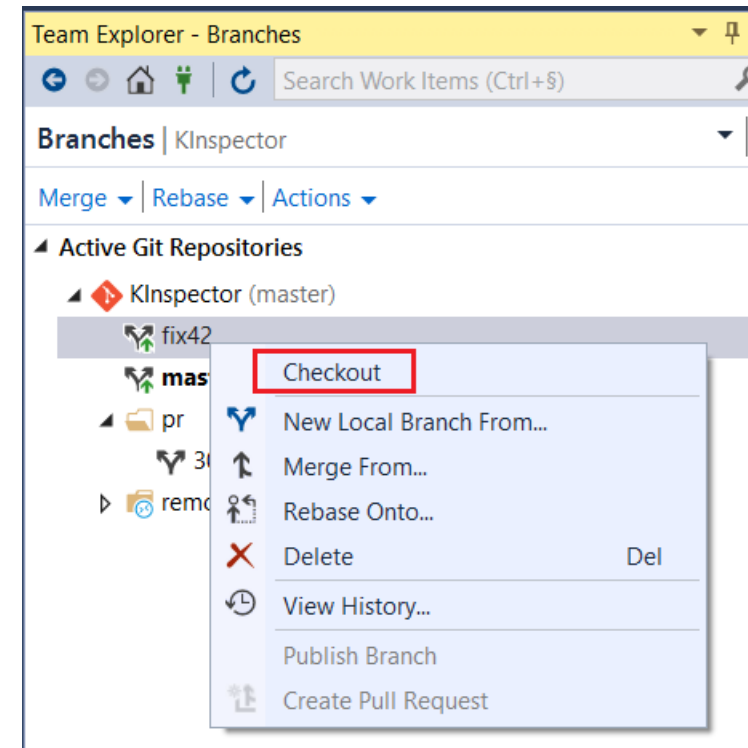 Team Explorer - Branches
Search Work Items (Ctrl+§)
Branches | KInspector
Merge | Rebase | Actions
Active Git Repositories
KInspector (master)
fix42
Checkout
New Local Branch From...
pr
Merge From...
Rebase Onto...
Delete Del
View History...
Publish Branch
Create Pull Request